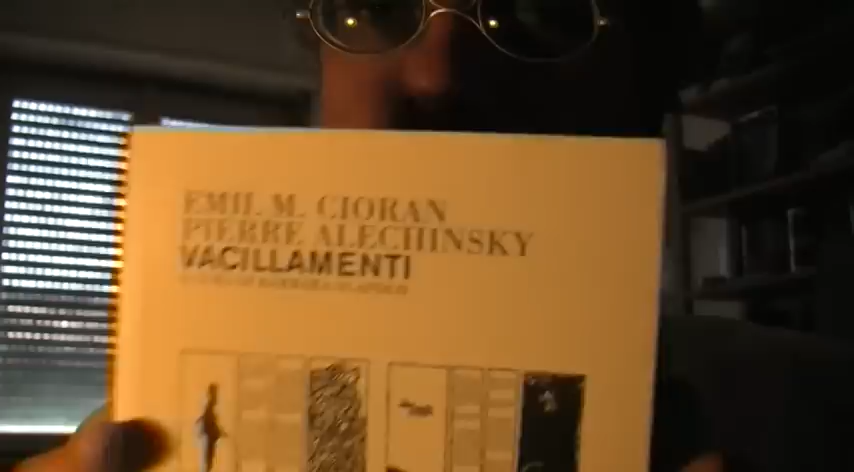 EMIL M. CIORAN
PIERRE ALECHINSKY
VACILLAMENTI